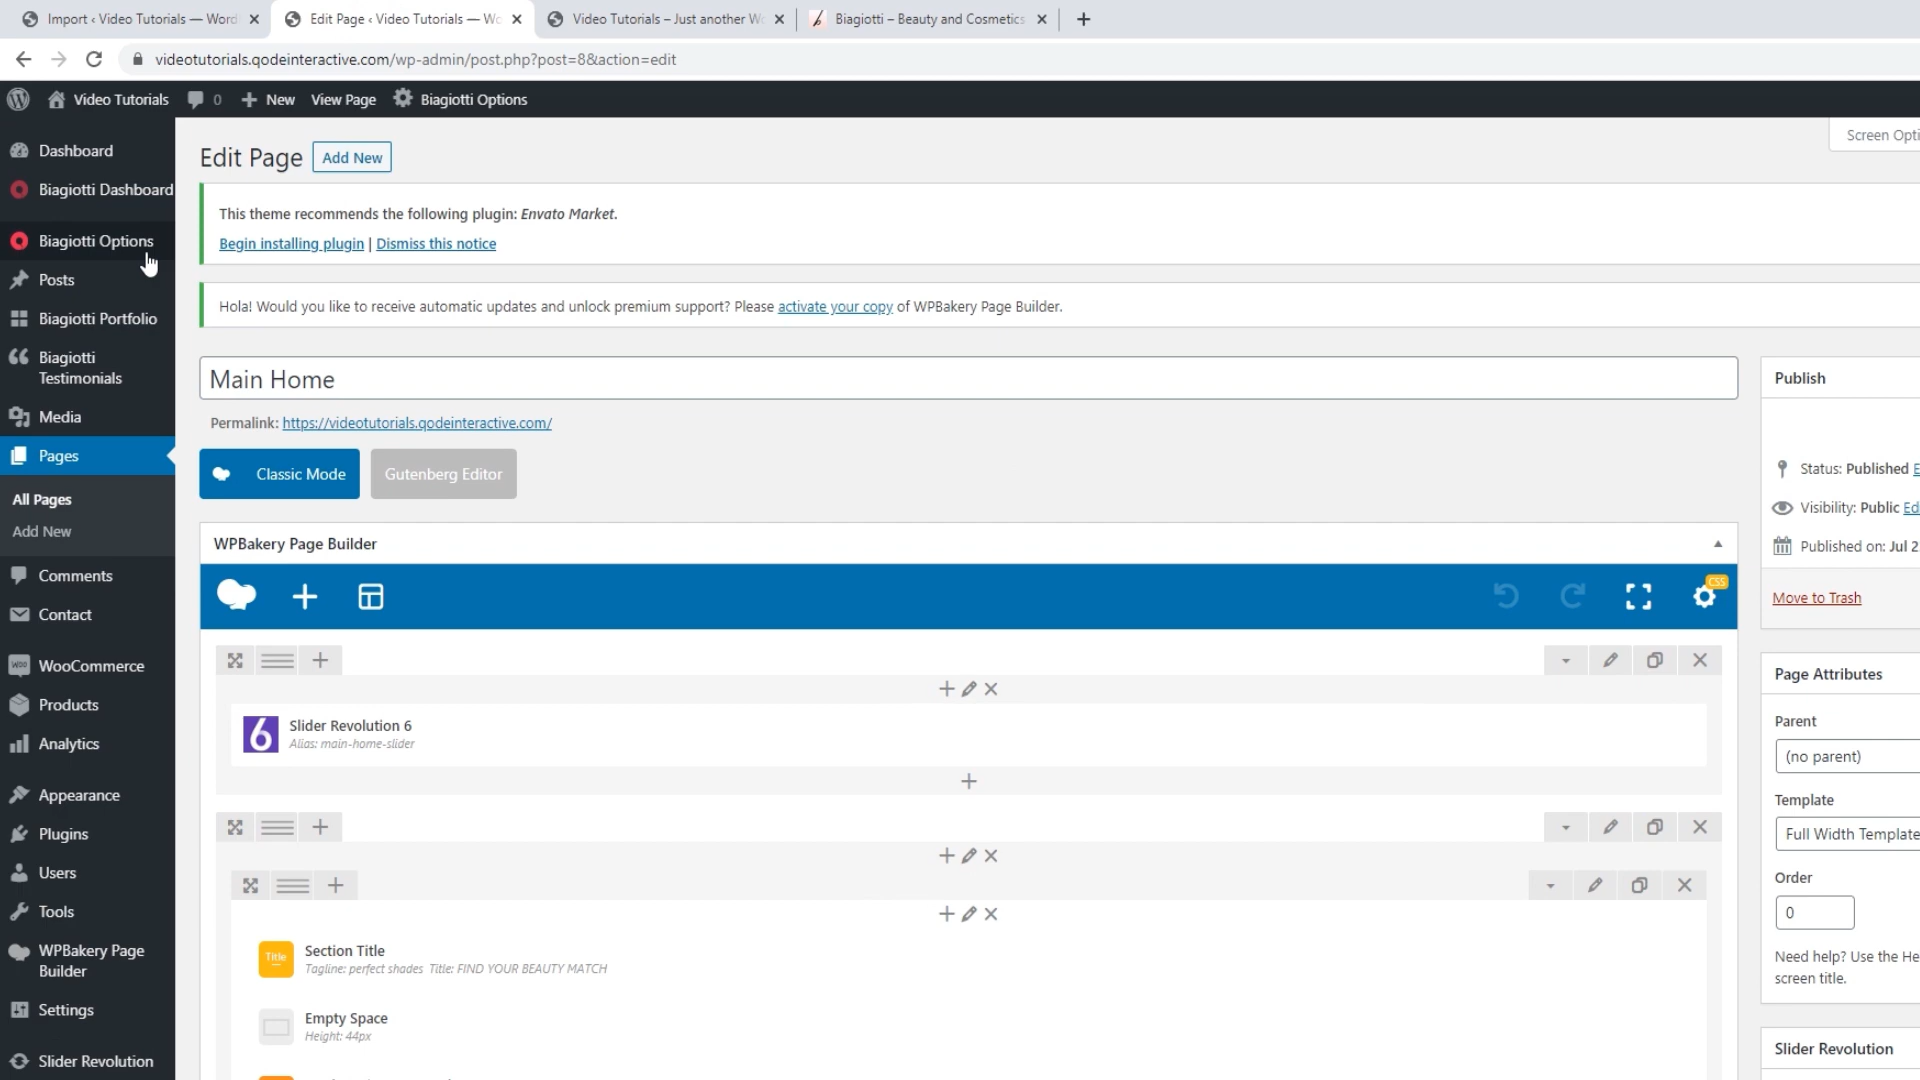 Import ‹ Video Tutorials — Word
Edit Page ‹ Video Tutorials — Wo
Video Tutorials – Just another Wo
Biagiotti – Beauty and Cosmetics
videotutorials.qodeinteractive.com/wp-admin/post.php?post=8&action=edit
Video Tutorials
0
New
View Page
Biagiotti Options
Dashboard
Biagiotti Dashboard
Biagiotti Options
Posts
Biagiotti Portfolio
Biagiotti
Testimonials
Media
Pages
All Pages
Add New
Comments
Contact
WooCommerce
Products
Analytics
Appearance
Plugins
Users
Tools
WPBakery Page
Builder
Settings
Slider Revolution
Screen Opti
Edit Page
Add New
This theme recommends the following plugin: Envato Market.
Begin installing plugin | Dismiss this notice
Hola! Would you like to receive automatic updates and unlock premium support? Please activate your copy of WPBakery Page Builder.
Main Home
Permalink: https://videotutorials.qodeinteractive.com/
Classic Mode
Gutenberg Editor
WPBakery Page Builder
CSS
6
Slider Revolution 6
Alias: main-home-slider
Title
Section Title
Tagline: perfect shades Title: FIND YOUR BEAUTY MATCH
Empty Space
Height: 44px
Publish
Status: Published E
Visibility: Public Ed
Published on: Jul 2
Move to Trash
Page Attributes
Parent
(no parent)
Template
Full Width Template
Order
0
Need help? Use the He
screen title.
Slider Revolution